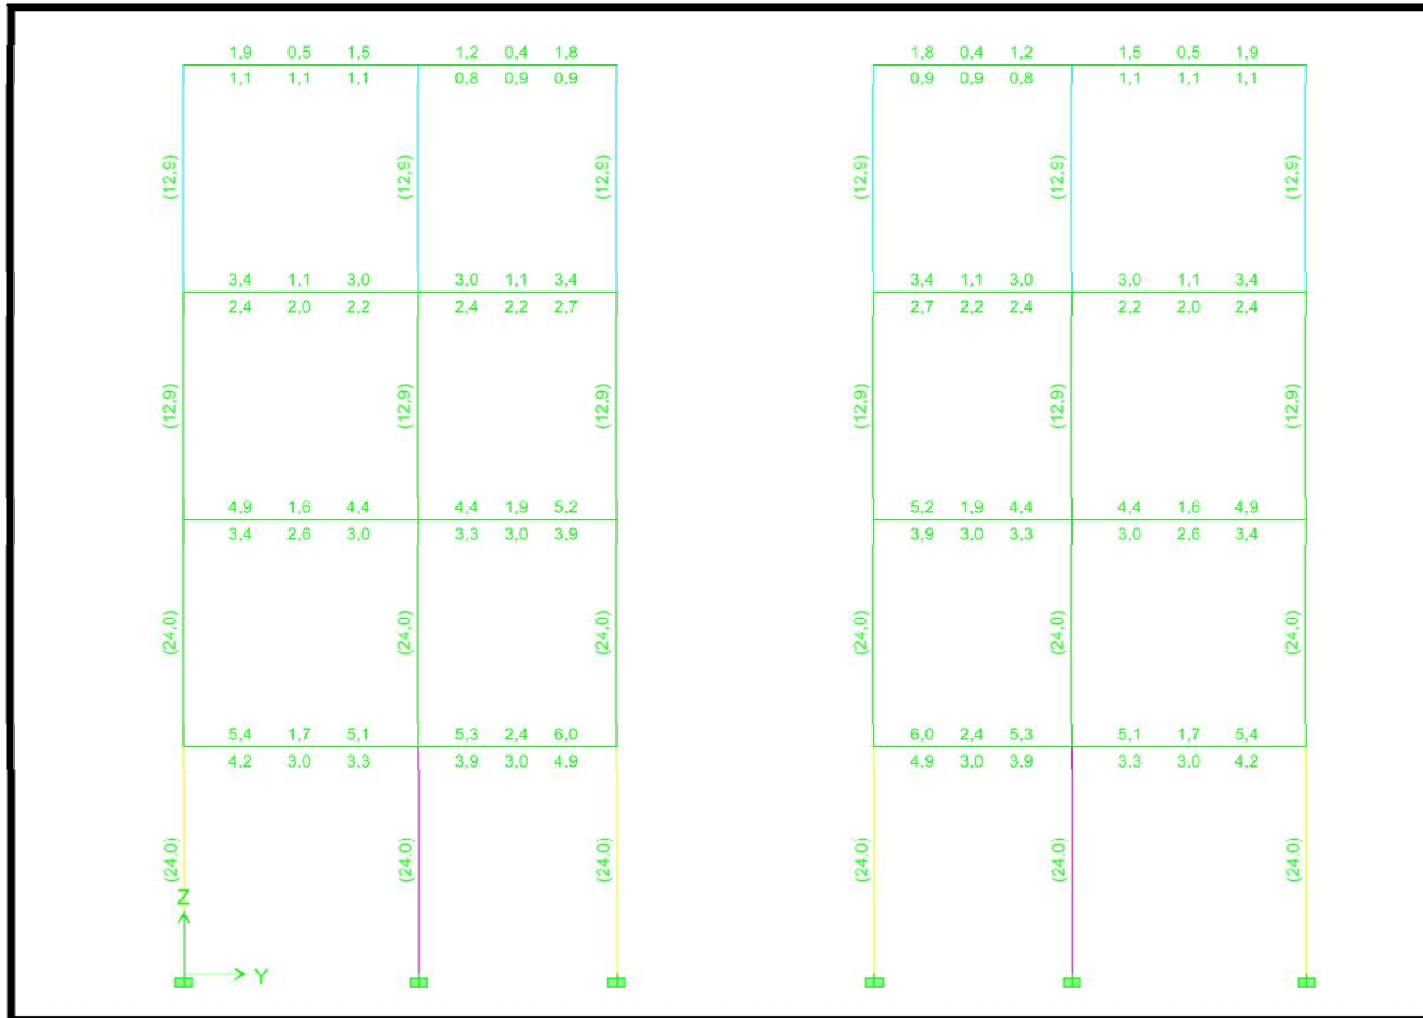 1,9 0,5 1,5 1,2 0,4 1,8 1,8 0,4 1,2 1,5 0,5 1,9
1,1 1,1 1,1 0,8 0,9 0,9 0,9 0,9 0,8 1,1 1,1 1,1
(12,9) (12,9) (12,9) (12,9) (12,9) (12,9)
3,4 1,1 3,0 3,0 1,1 3,4 3,4 1,1 3,0 3,0 1,1 3,4
2,4 2,0 2,2 2,4 2,2 2,7 2,7 2,2 2,4 2,2 2,0 2,4
(12,9) (12,9) (12,9) (12,9) (12,9) (12,9)
4,9 1,6 4,4 4,4 1,9 5,2 5,2 1,9 4,4 4,4 1,6 4,9
3,4 2,6 3,0 3,3 3,0 3,9 3,9 3,0 3,3 3,0 2,6 3,4
(24,0) (24,0) (24,0) (24,0) (24,0) (24,0)
5,4 1,7 5,1 5,3 2,4 6,0 6,0 2,4 5,3 5,1 1,7 5,4
4,2 3,0 3,3 3,9 3,0 4,9 4,9 3,0 3,9 3,3 3,0 4,2
(24,0) (24,0) (24,0) (24,0) (24,0) (24,0)
Z
Y